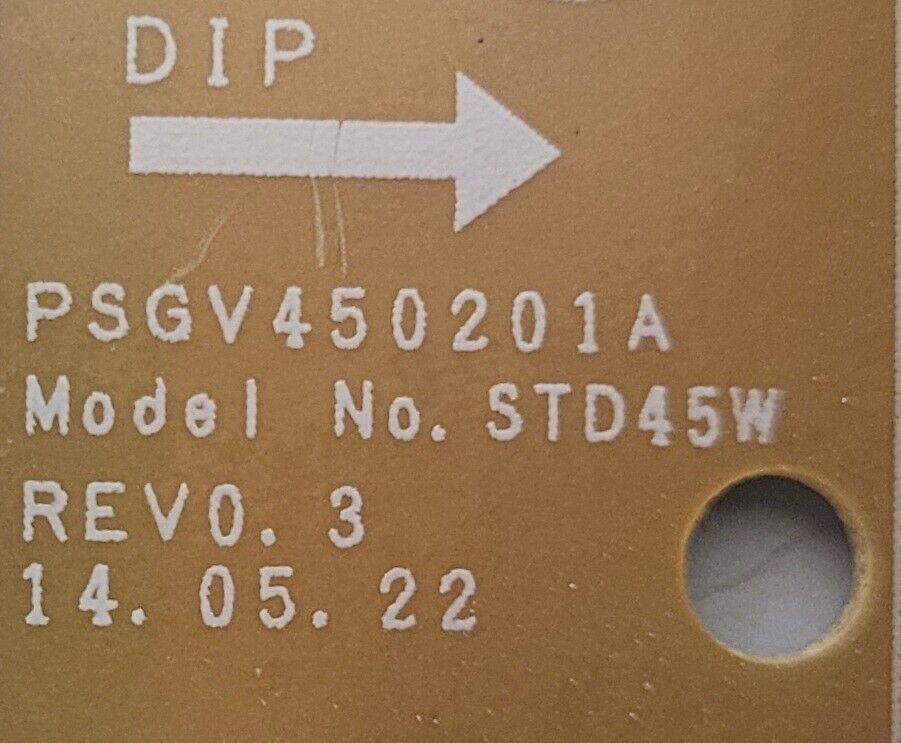 DIP
PSGV450201A
Model No. STD45W
REV0. 3
14. 05. 22